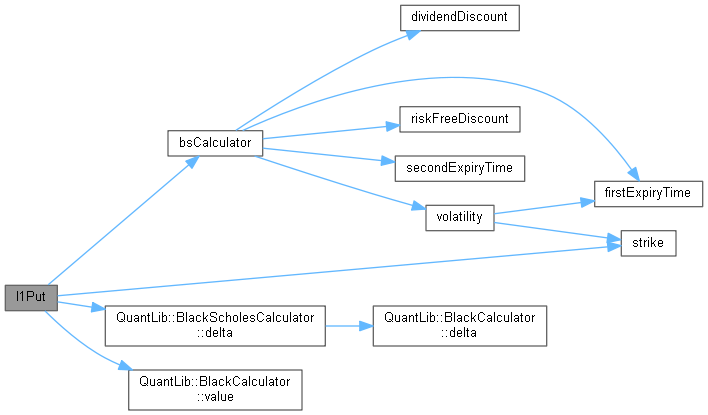 dividendDiscount
riskFreeDiscount
bsCalculator
secondExpiryTime
firstExpiryTime
volatility
strike
I1Put
QuantLib::BlackScholesCalculator
::delta
QuantLib::BlackCalculator
::delta
QuantLib::BlackCalculator
::value